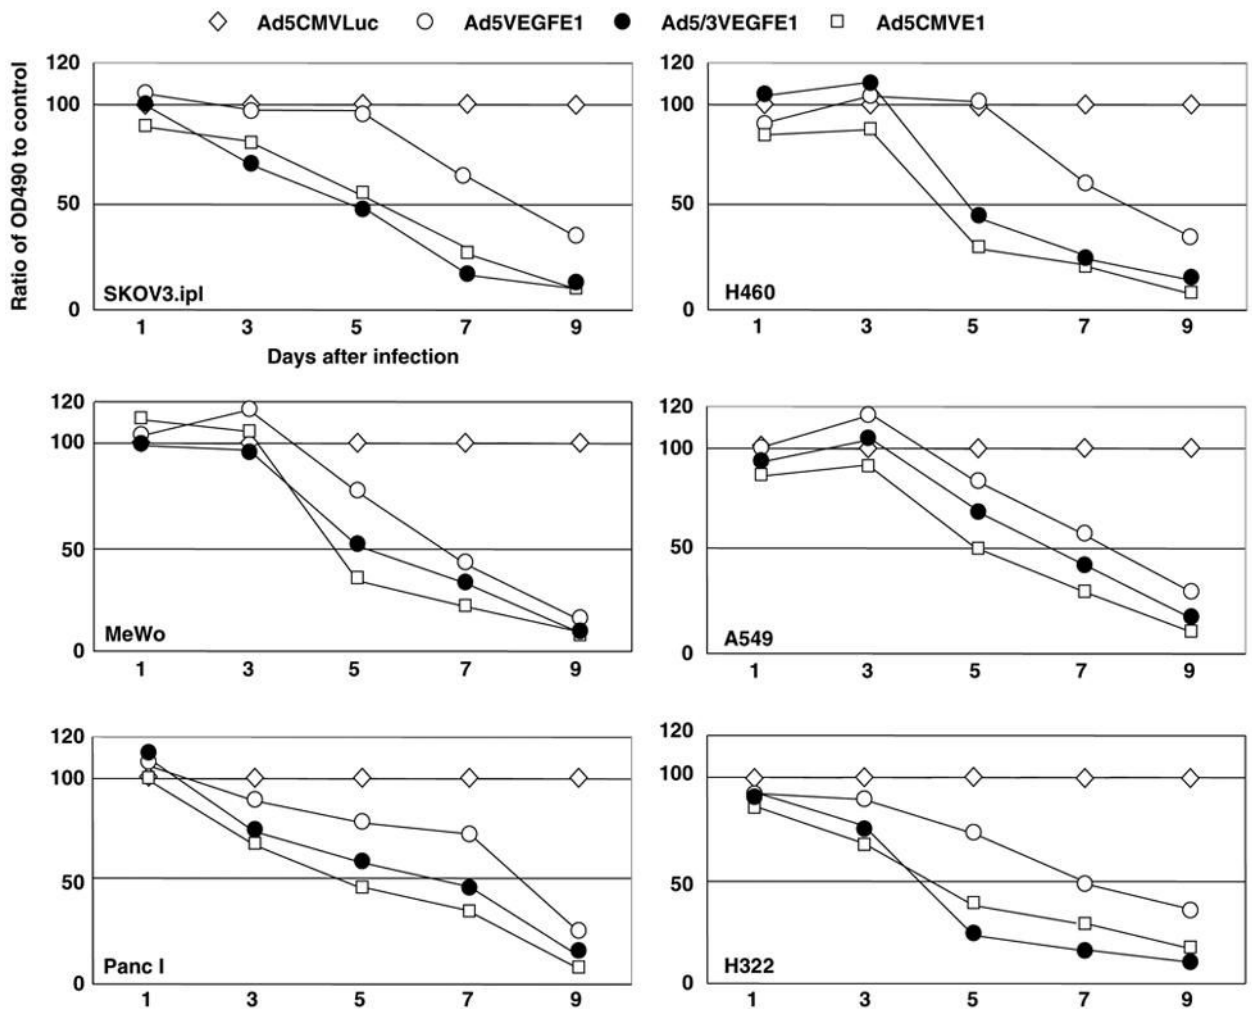 Ad5CMVLuc Ad5VEGFE1 Ad5/3VEGFE1 Ad5CMVE1
Ratio of OD490 to control
120
100
50
0
SKOV3.ipl
1 3 5 7 9
Days after infection
120
100
50
0
H460
1 3 5 7 9
120
100
50
0
MeWo
1 3 5 7 9
120
100
50
0
A549
1 3 5 7 9
120
100
50
0
Panc I
1 3 5 7 9
120
100
50
0
H322
1 3 5 7 9